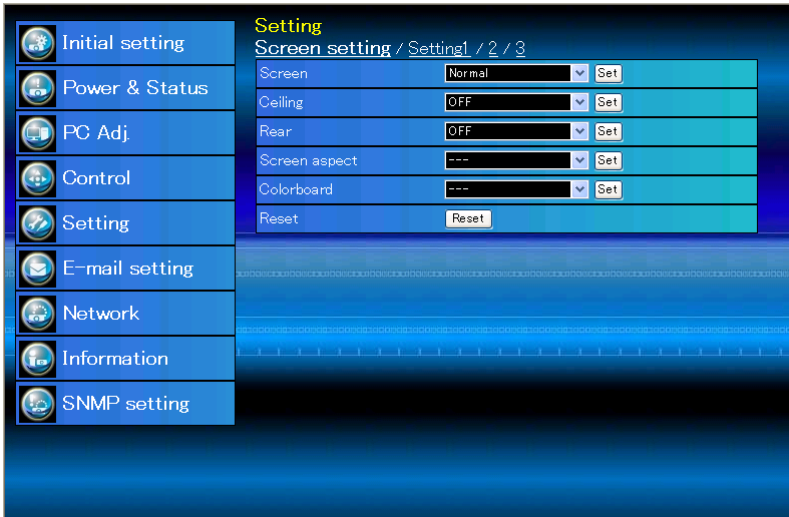 Initial setting
Power & Status
PC Adj.
Control
Setting
E-mail setting
Network
Information
SNMP setting
Setting
Screen setting / Setting1 / 2 / 3
Screen Normal Set
Ceiling OFF Set
Rear OFF Set
Screen aspect --- Set
Colorboard --- Set
Reset Reset